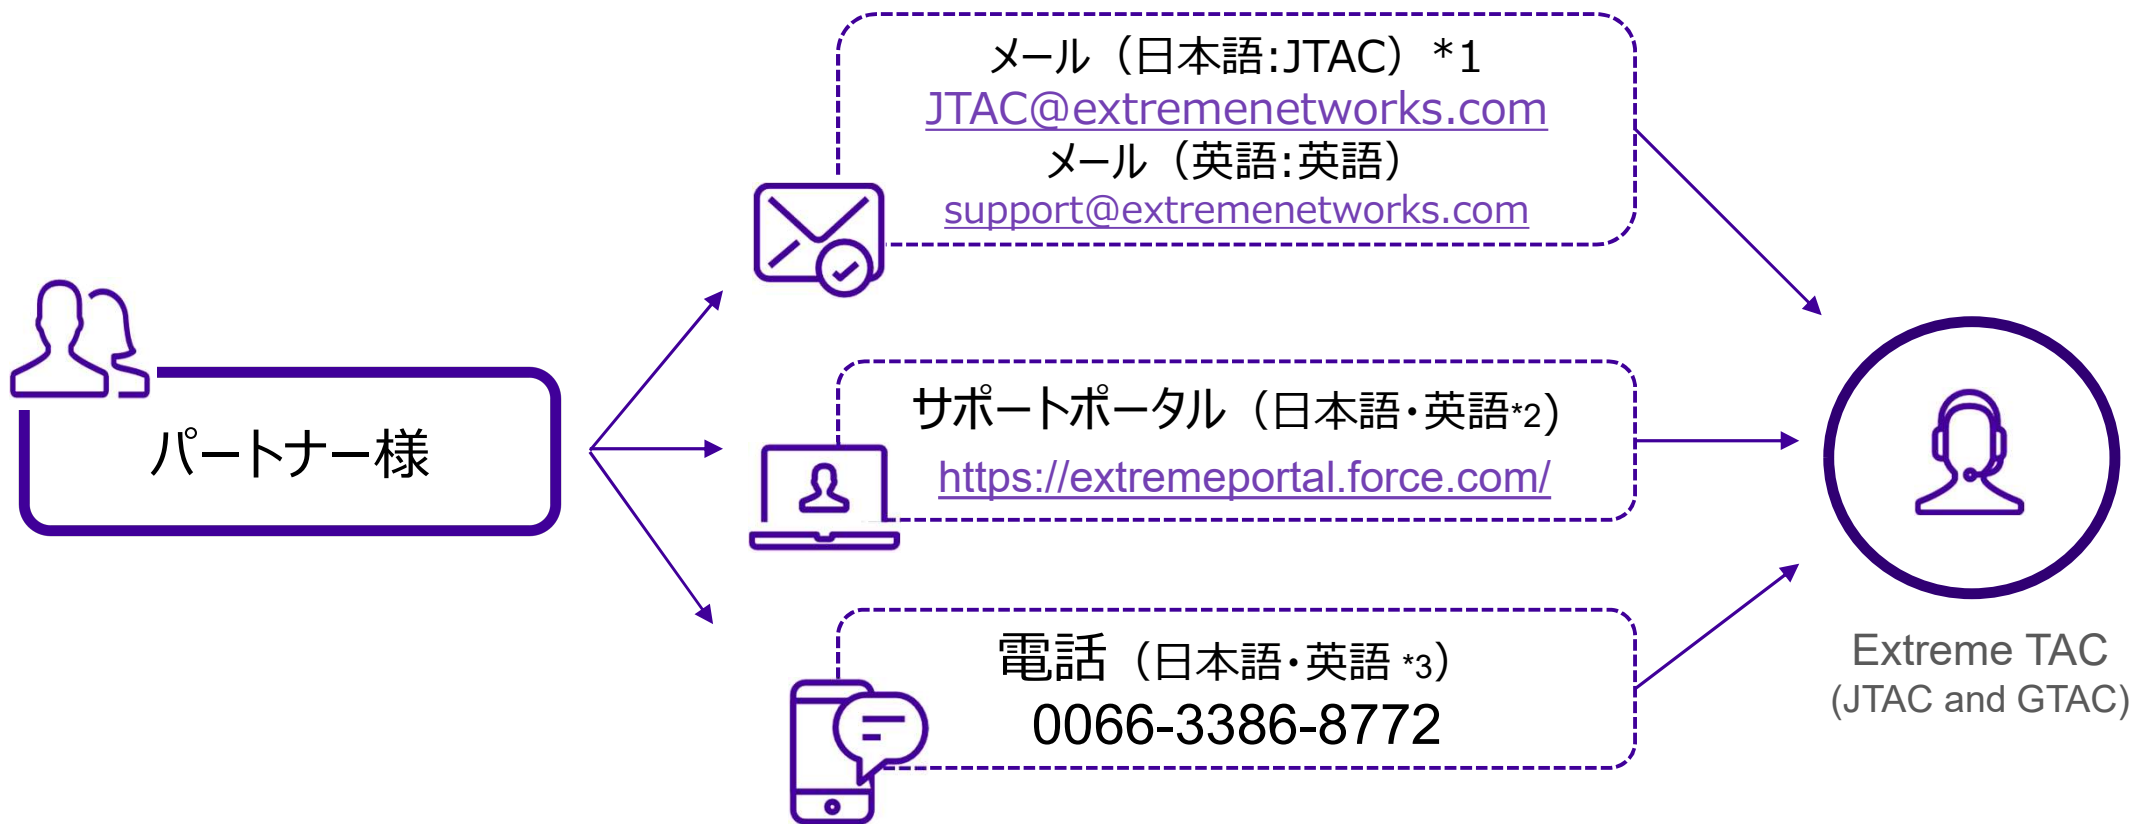 メール（日本語:JTAC）*1
JTAC@extremenetworks.com
メール（英語:英語）
support@extremenetworks.com
パートナー様
サポートポータル（日本語・英語*2)
https://extremeportal.force.com/
電話（日本語・英語 *3）
0066-3386-8772
Extreme TAC
(JTAC and GTAC)